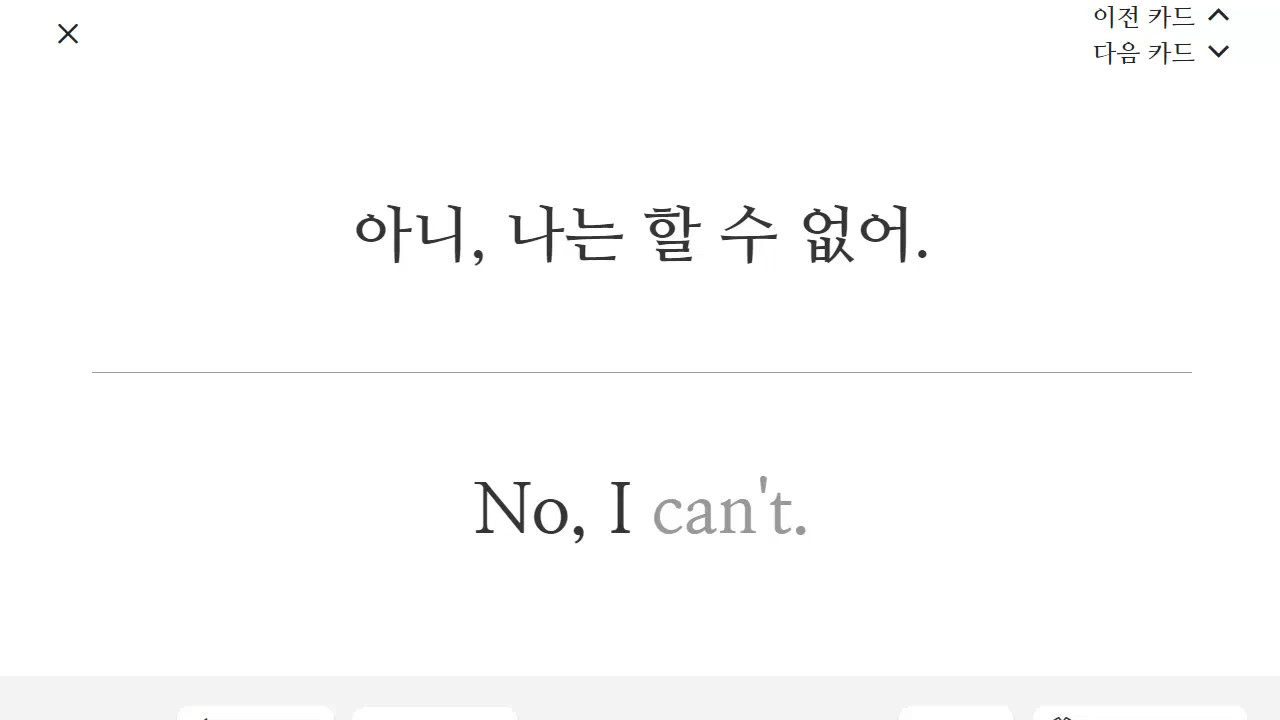 이전 카드
다음 카드
아니, 나는 할 수 없어.
No, I can't.